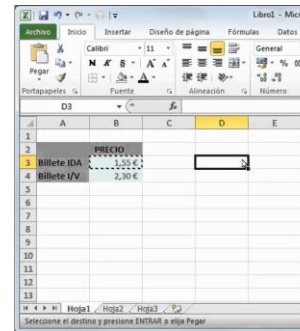 Libro1 - Micr
Archivo Inicio Insertar Diseño de página Fórmulas Datos
Pegar
Calibri 11
General
N K S
A A
% 00
Portapapeles Fuente Alineación Número
D3 fx
A B C D E
1
2 PRECIO
3 Billete IDA 1,55 €
4 Billete I/V 2,30 €
5
6
7
8
9
10
11
12
13
Hoja1 Hoja2 Hoja3
Seleccione el destino y presione ENTRAR o elija Pegar